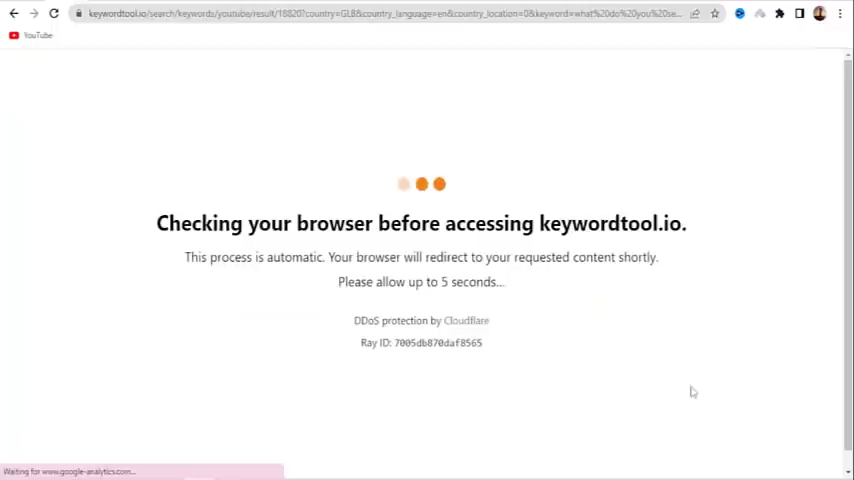 keywordtool.io/search/keywords/youtube/result/18820?country=GLB&country_language=en&country_location=0&keyword=what%20do%20you%20se...
YouTube
Checking your browser before accessing keywordtool.io.
This process is automatic. Your browser will redirect to your requested content shortly.
Please allow up to 5 seconds...
DDoS protection by Cloudflare
Ray ID: 7005db870daf8565
Waiting for www.google-analytics.com...